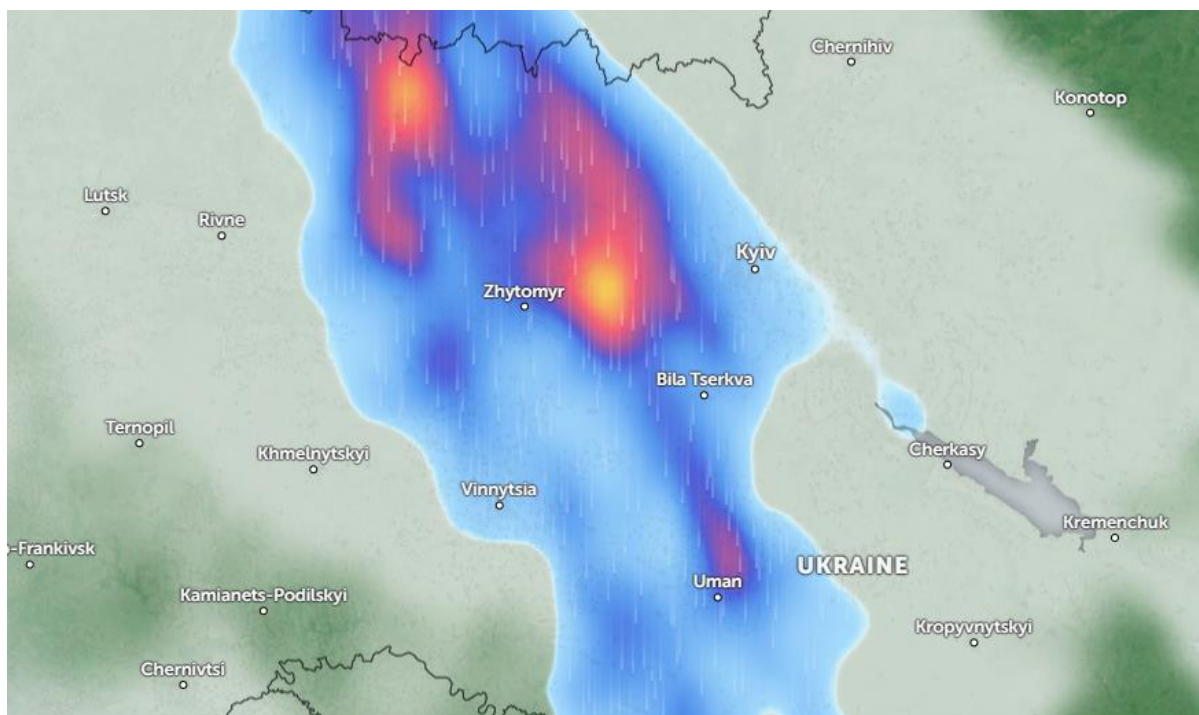 Chernihiv
Konotop
Lutsk
Rivne
Kyiv
Zhytomyr
Bila Tserkva
Ternopil
Khmelnytskyi
Cherkasy
Vinnytsia
Kremenchuk
-Frankivsk
UKRAINE
Uman
Kamianets-Podilskyi
Kropyvnytskyi
Chernivtsi